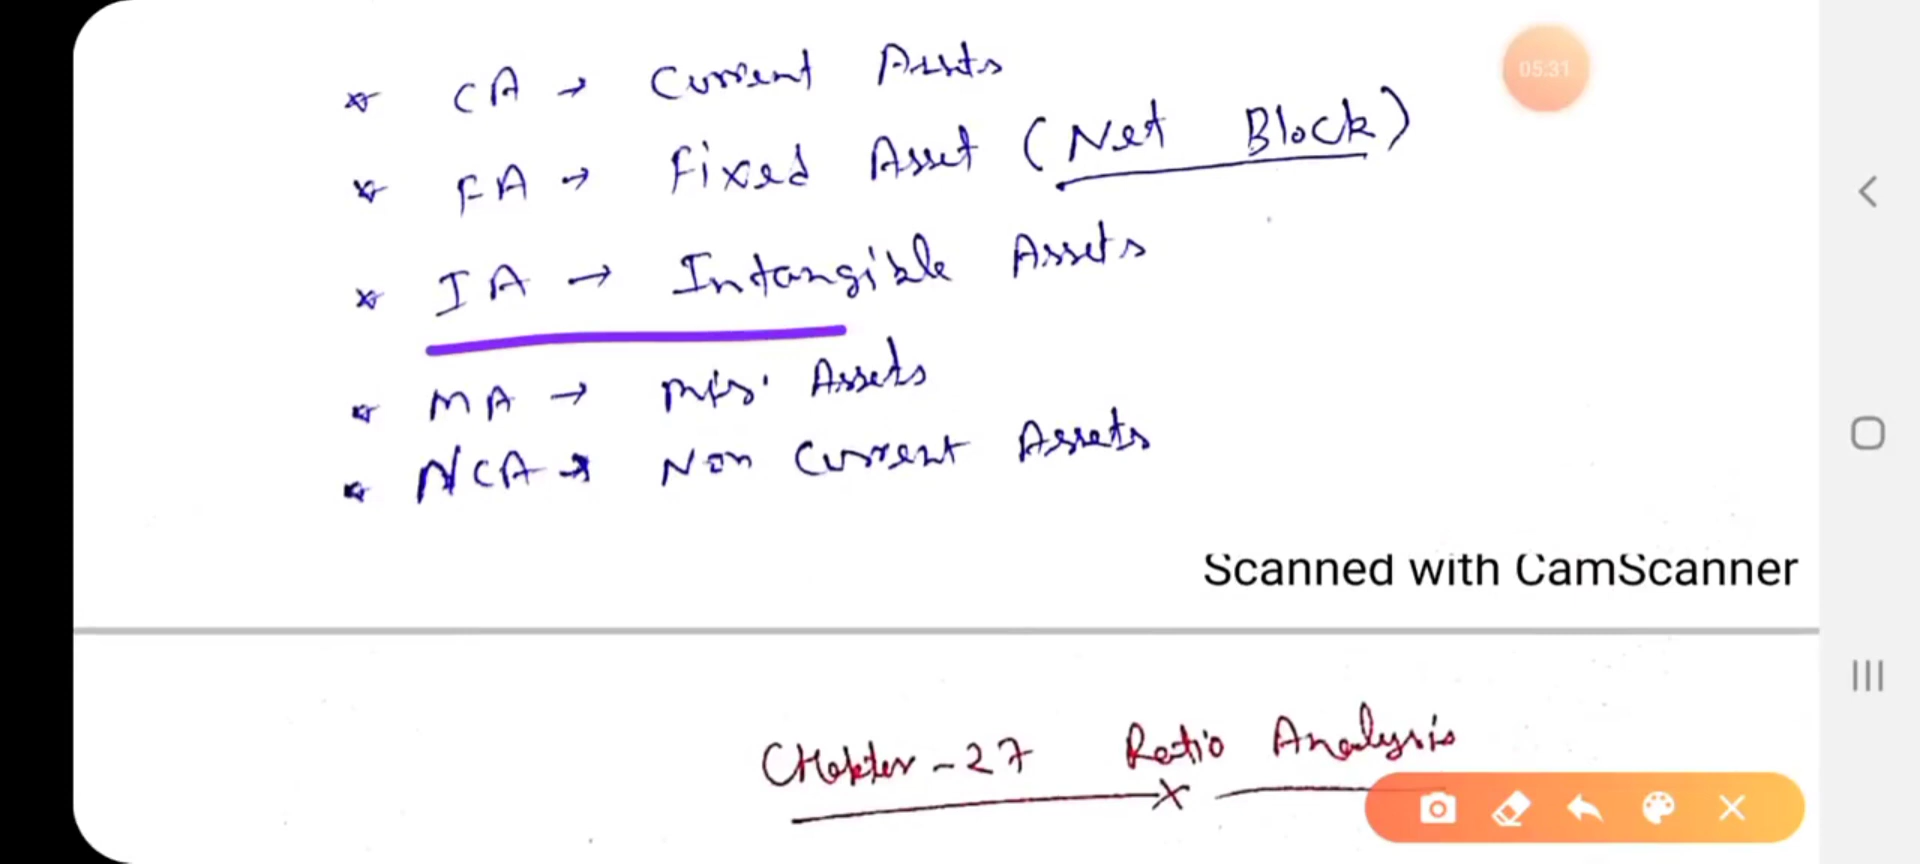 05:31
* CA → Current Assets
* FA → Fixed Asset (Net Block)
* IA → Intangible Assets
* MA → Assets
* NCA → Non Current Assets
Scanned with CamScanner
CHapter - 27 Ratio Analysis